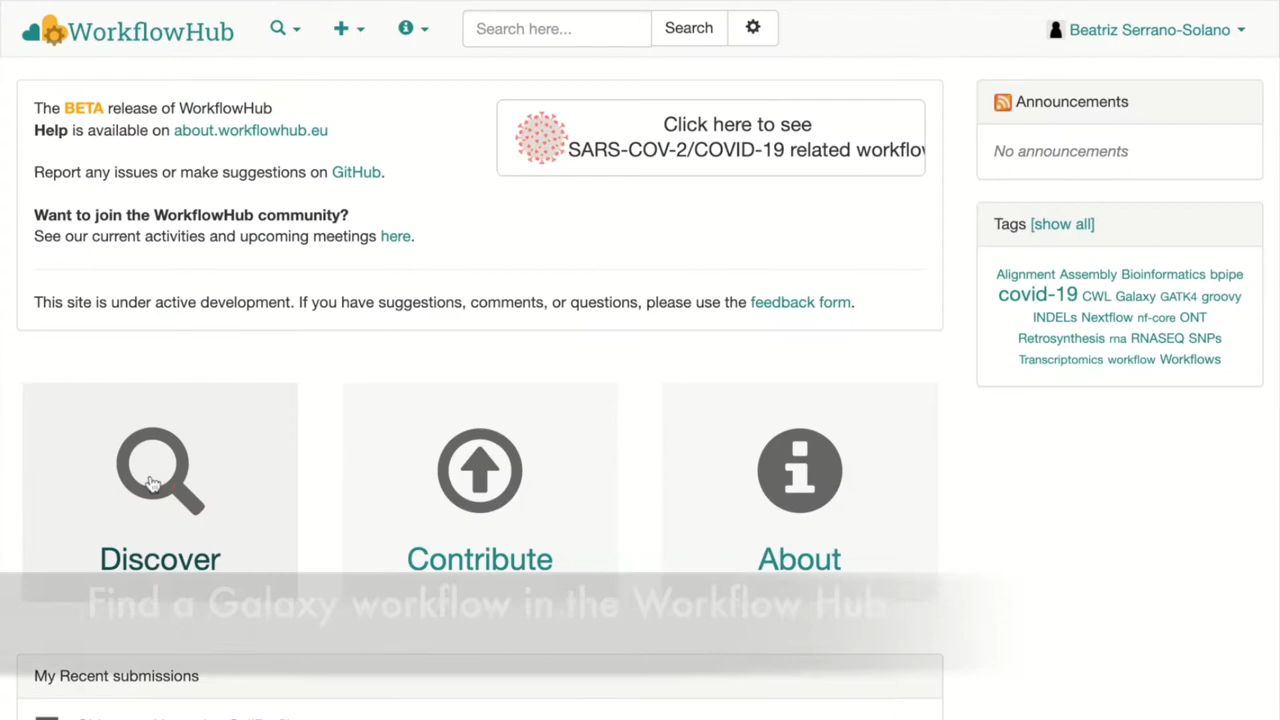 WorkflowHub
Search here...
Search
Beatriz Serrano-Solano
The BETA release of WorkflowHub
Help is available on about.workflowhub.eu
Report any issues or make suggestions on GitHub.
Want to join the WorkflowHub community?
See our current activities and upcoming meetings here.
This site is under active development. If you have suggestions, comments, or questions, please use the feedback form.
Click here to see
SARS-COV-2/COVID-19 related
Announcements
No announcements
Tags [show all]
Alignment Assembly Bioinformatics bpipe
covid-19 CWL Galaxy GATK4 groovy
INDELs Nextflow nf-core ONT
Retrosynthesis rna RNASEQ SNPs
Transcriptomics workflow Workflows
Discover
Contribute
About
Find a Galaxy workflow in the Workflow Hub
My Recent submissions